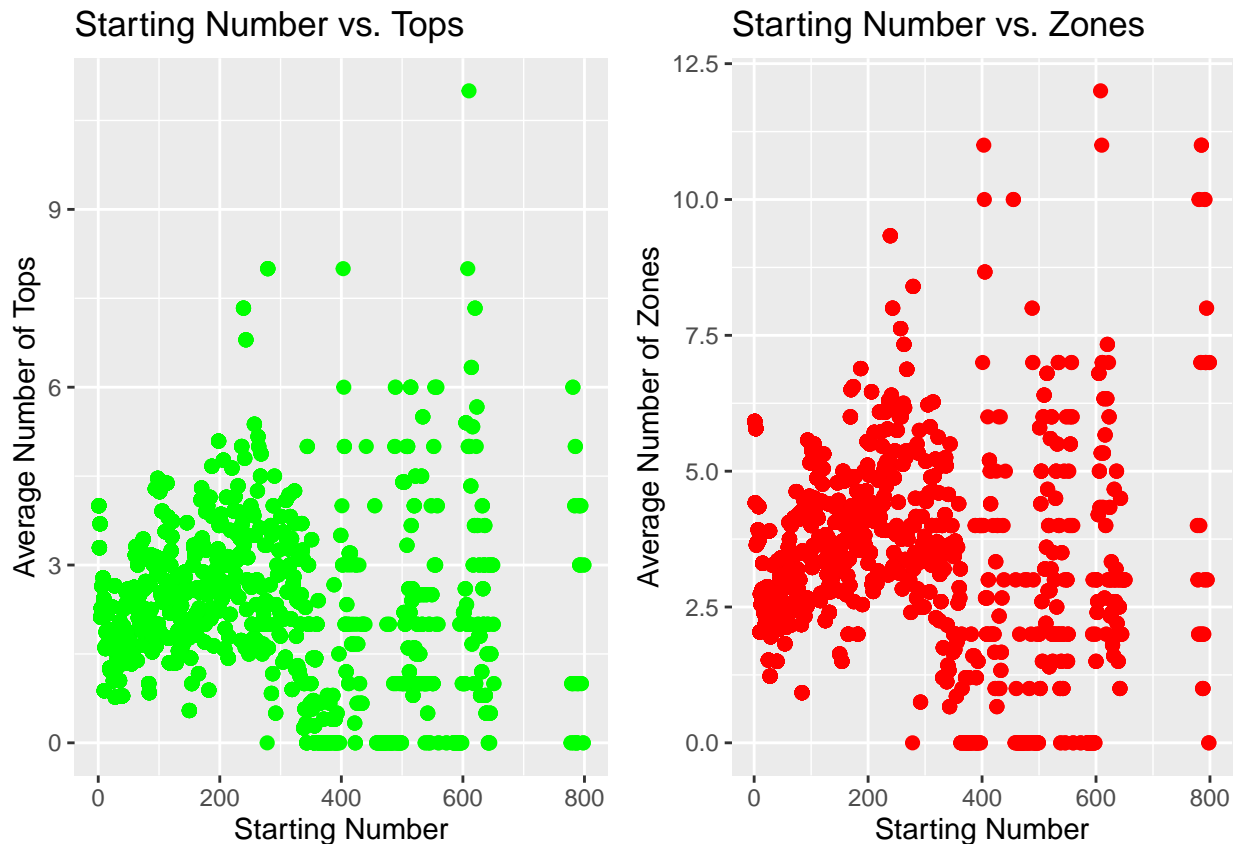 Starting Number vs. Tops
Average Number of Tops
9
6
3
0
0 200 400 600 800
Starting Number
Starting Number vs. Zones
Average Number of Zones
12.5
10.0
7.5
5.0
2.5
0.0
0 200 400 600 800
Starting Number